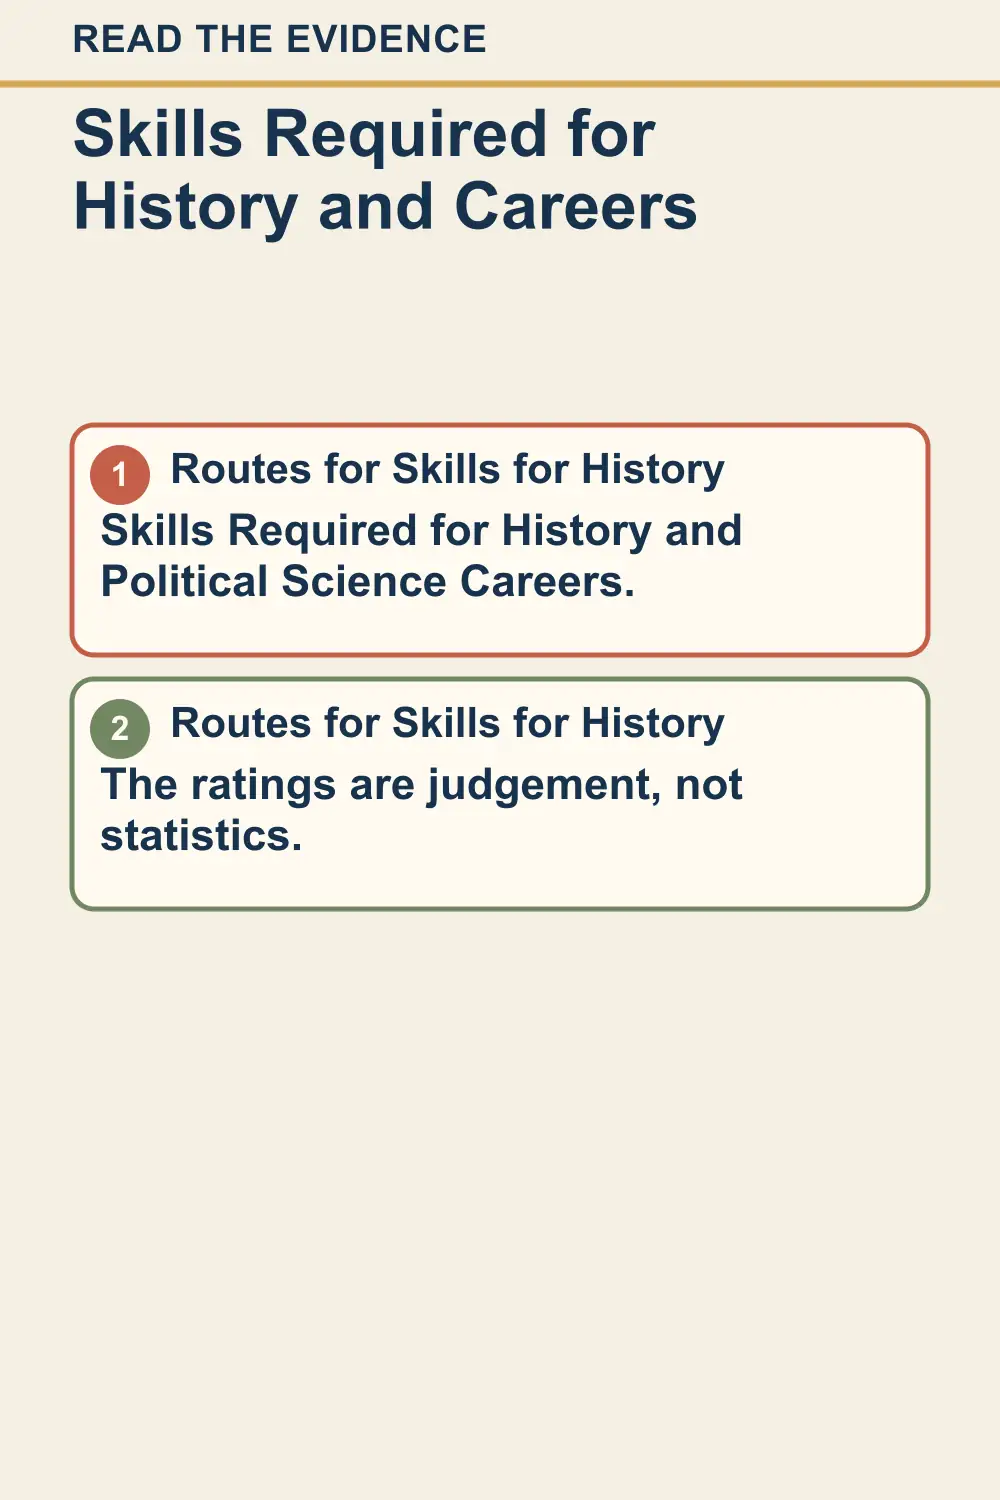 READ THE EVIDENCE
Skills Required for
History and Careers
1
Routes for Skills for History
Skills Required for History and
Political Science Careers.
2
Routes for Skills for History
The ratings are judgement, not
statistics.